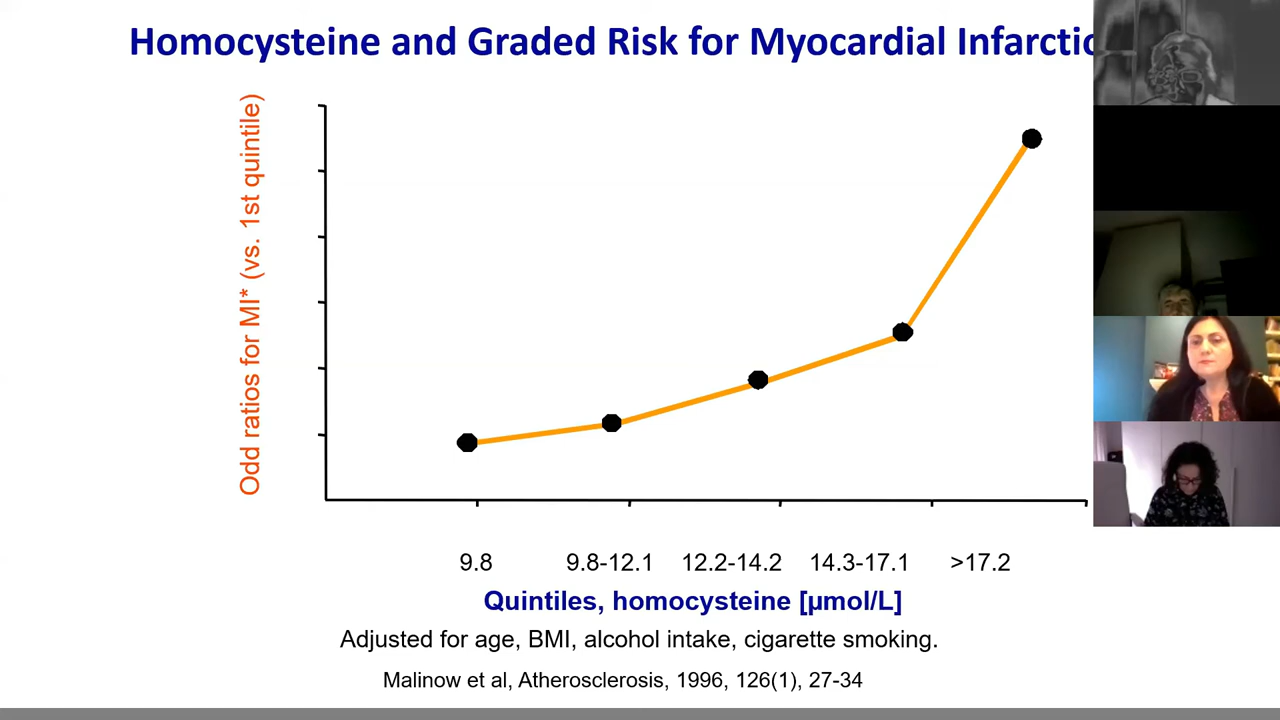 Homocysteine and Graded Risk for Myocardial Infarctio
Odd ratios for MI* (vs. 1st quintile)
9.8 9.8-12.1 12.2-14.2 14.3-17.1 >17.2
Quintiles, homocysteine [µmol/L]
Adjusted for age, BMI, alcohol intake, cigarette smoking.
Malinow et al, Atherosclerosis, 1996, 126(1), 27-34